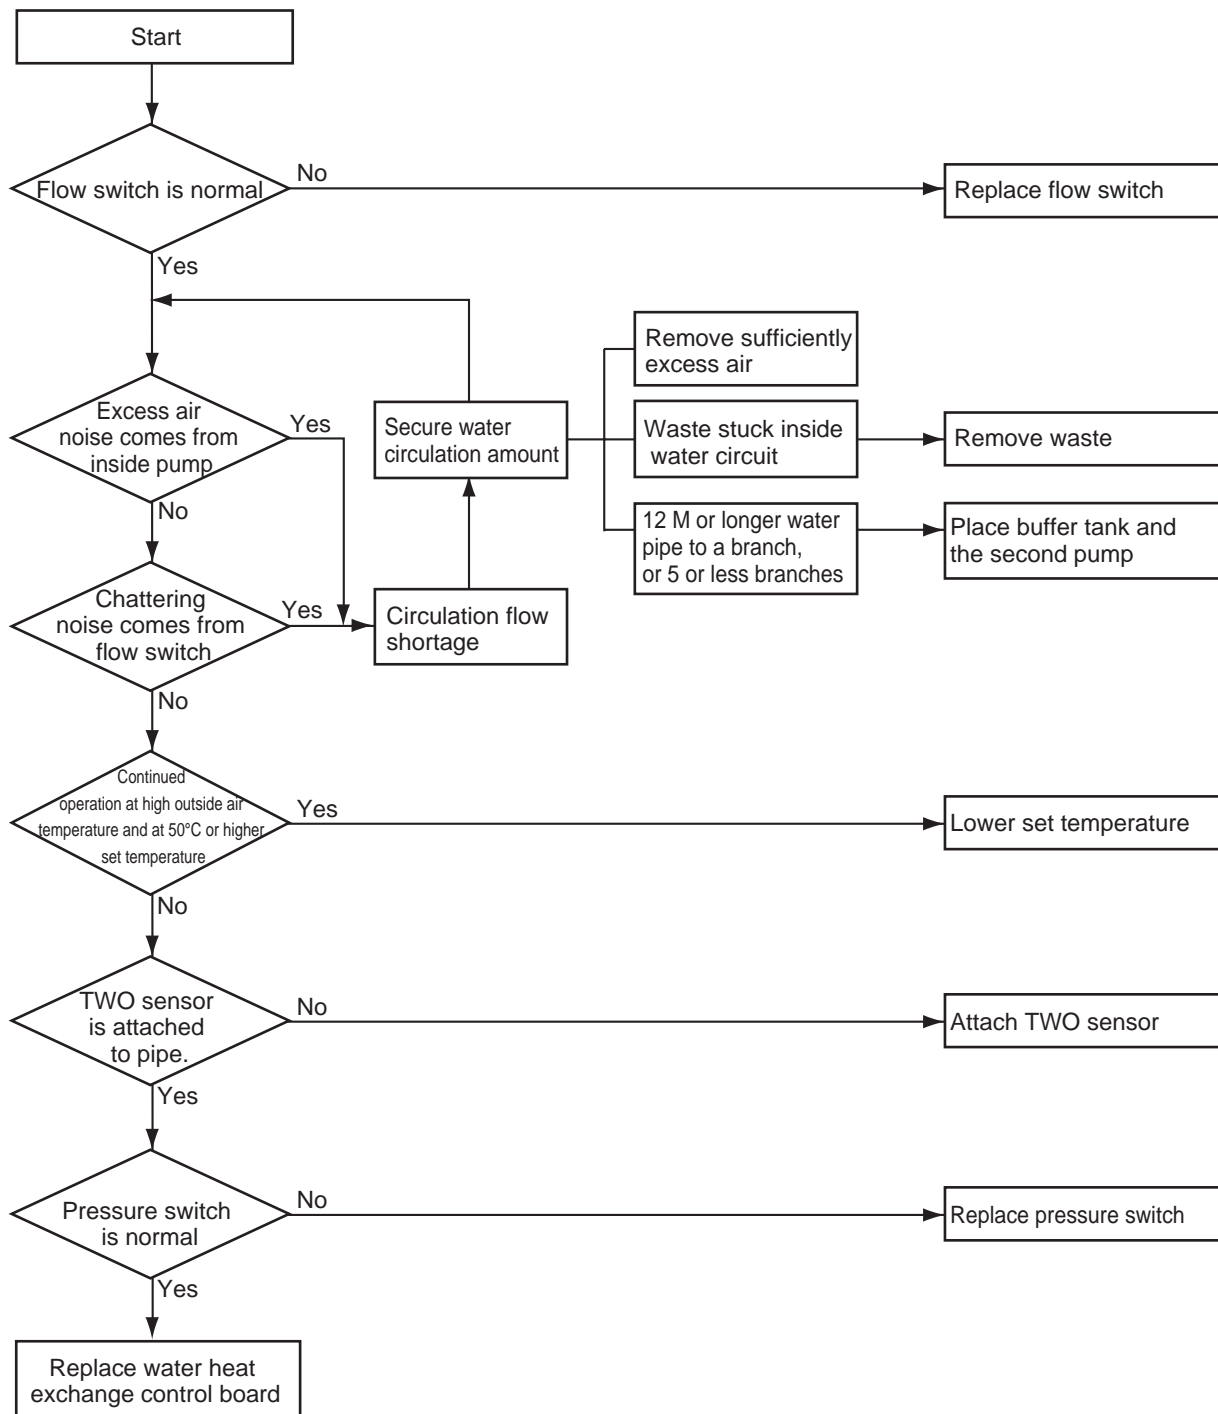 Start
Flow switch is normal
No
Replace flow switch
Yes
Excess air
noise comes from
inside pump
Yes
No
Secure water
circulation amount
Remove sufficiently
excess air
Waste stuck inside
water circuit
Remove waste
12 M or longer water
pipe to a branch,
or 5 or less branches
Place buffer tank and
the second pump
Chattering
noise comes from
flow switch
Yes
Circulation flow
shortage
No
Continued
operation at high outside air
temperature and at 50°C or higher
set temperature
Yes
Lower set temperature
No
TWO sensor
is attached
to pipe.
No
Attach TWO sensor
Yes
Pressure switch
is normal
No
Replace pressure switch
Yes
Replace water heat
exchange control board